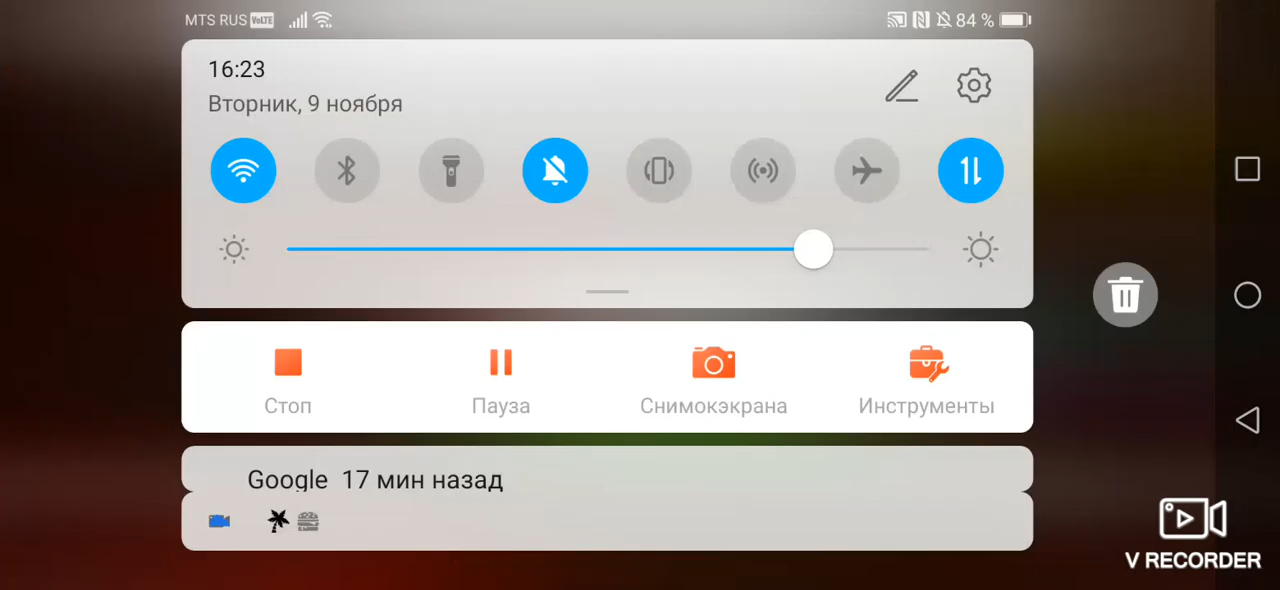 MTS RUS VoLTE
84 %
16:23
Вторник, 9 ноября
Стоп
Пауза
Снимокэкрана
Инструменты
Google 17 мин назад
V RECORDER